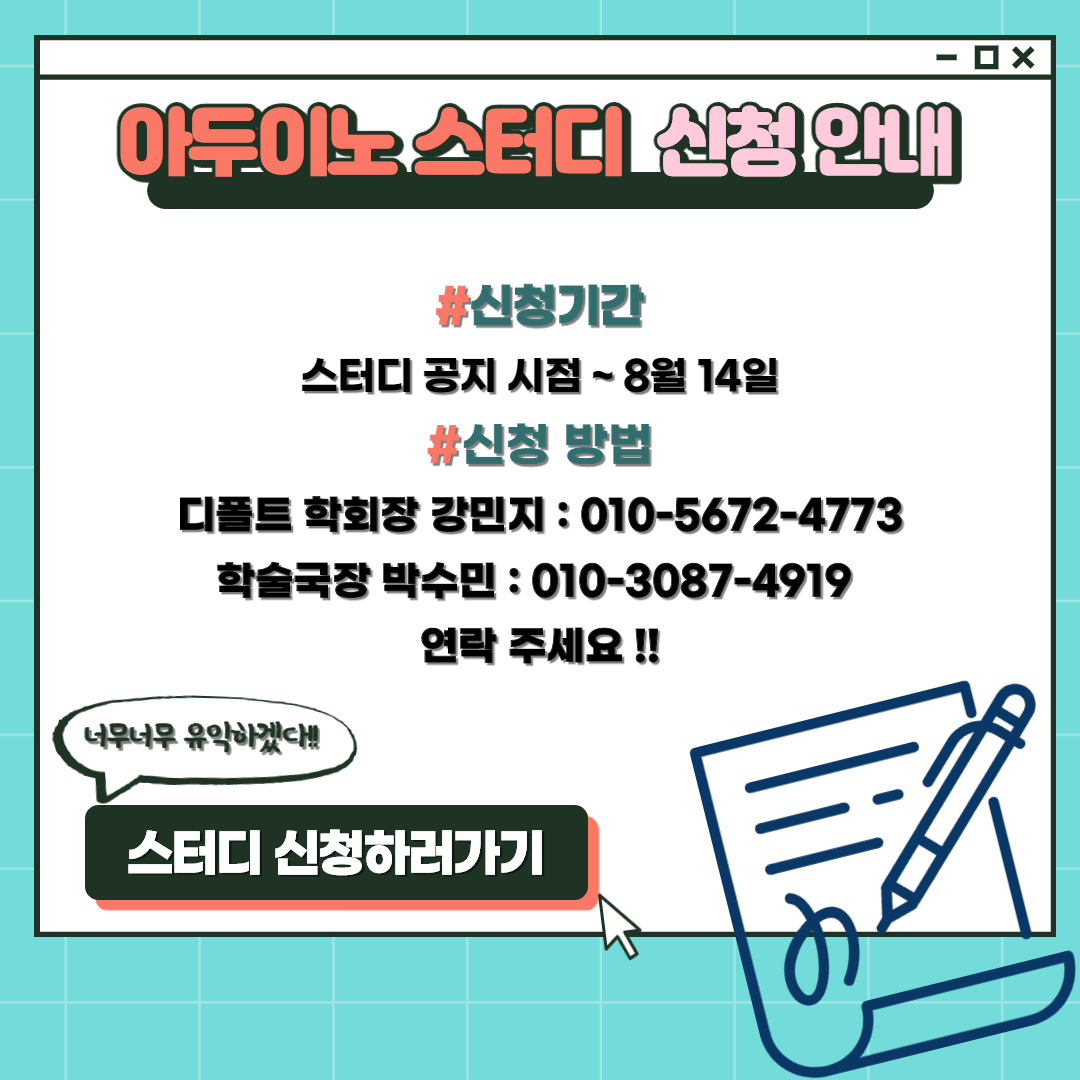 아두이노 스터디 신청 안내
#신청기간
스터디 공지 시점 ~ 8월 14일
#신청 방법
디폴트 학회장 강민지 : 010-5672-4773
학술국장 박수민 : 010-3087-4919
연락 주세요 !!
너무너무 유익하겠다!!
스터디 신청하러가기